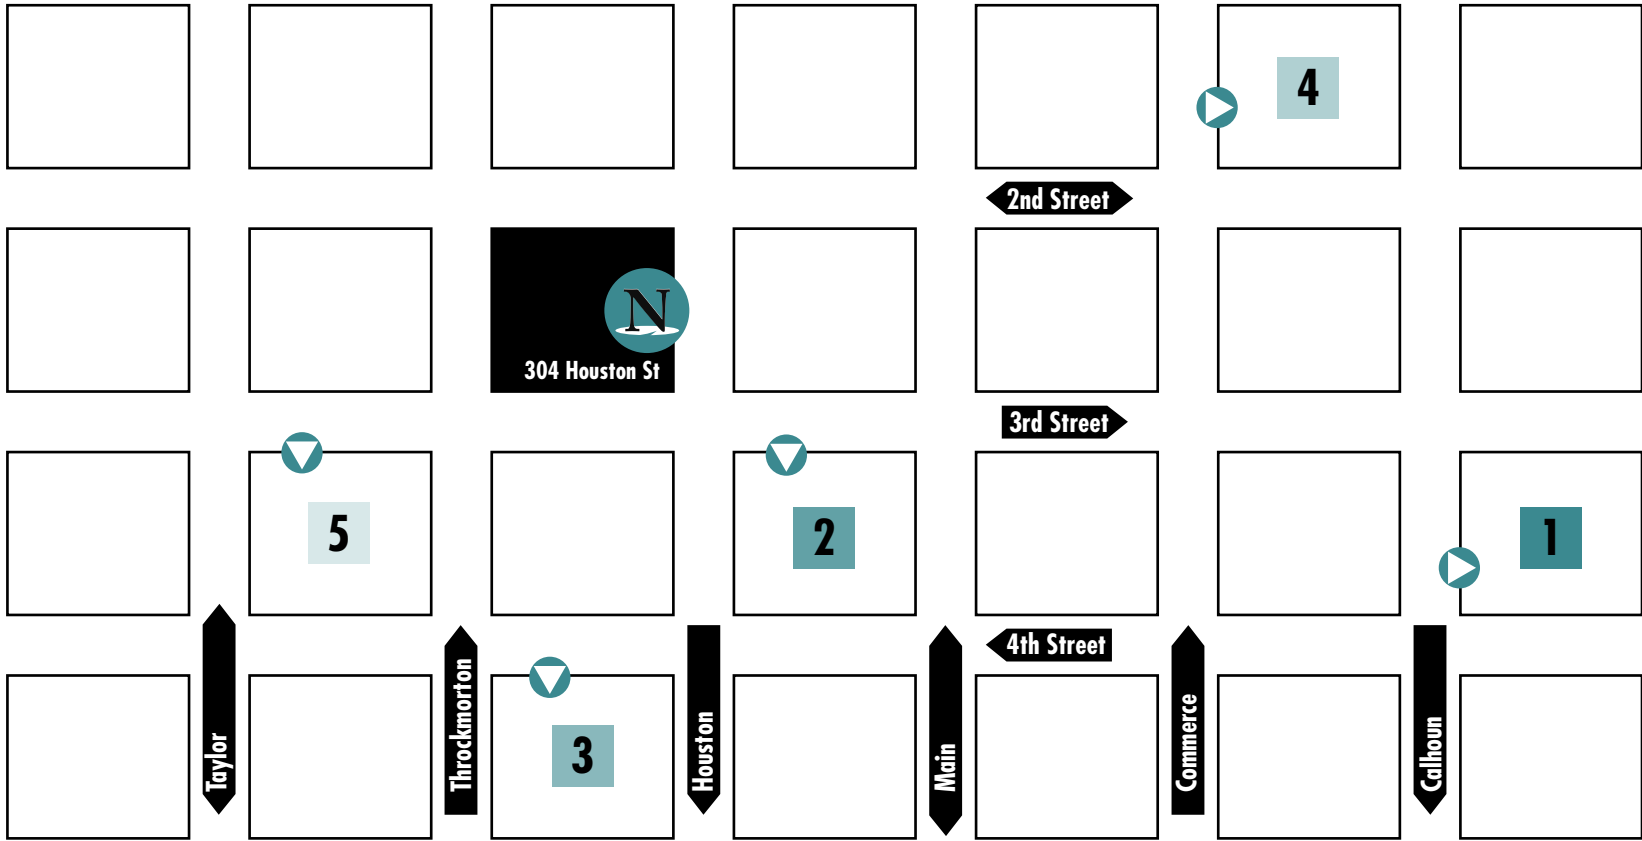 4
2nd Street
N
304 Houston St
3rd Street
5
2
1
4th Street
Taylor
Throckmorton
3
Houston
Main
Commerce
Calhoun